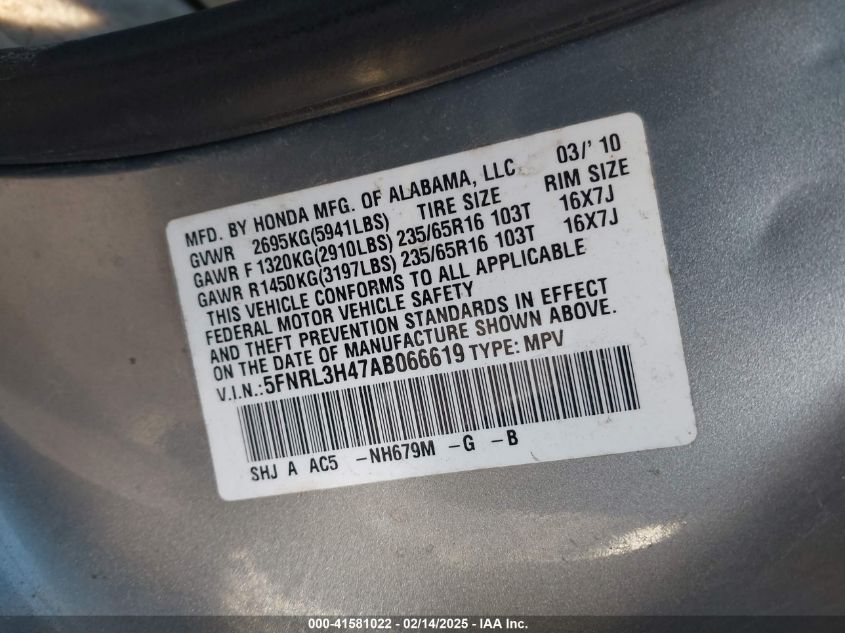 MFD. BY HONDA MFG. OF ALABAMA, LLC 03/' 10
GVWR 2695KG(5941LBS) TIRE SIZE RIM SIZE
GAWR F 1320KG(2910LBS) 235/65R16 103T 16X7J
GAWR R1450KG(3197LBS) 235/65R16 103T 16X7J
THIS VEHICLE CONFORMS TO ALL APPLICABLE
FEDERAL MOTOR VEHICLE SAFETY
AND THEFT PREVENTION STANDARDS IN EFFECT
ON THE DATE OF MANUFACTURE SHOWN ABOVE.
V.I.N.:5FNRL3H47AB066619 TYPE: MPV
SHJ A AC5 -NH679M -G -B
000-41581022 - 02/14/2025 - IAA Inc.